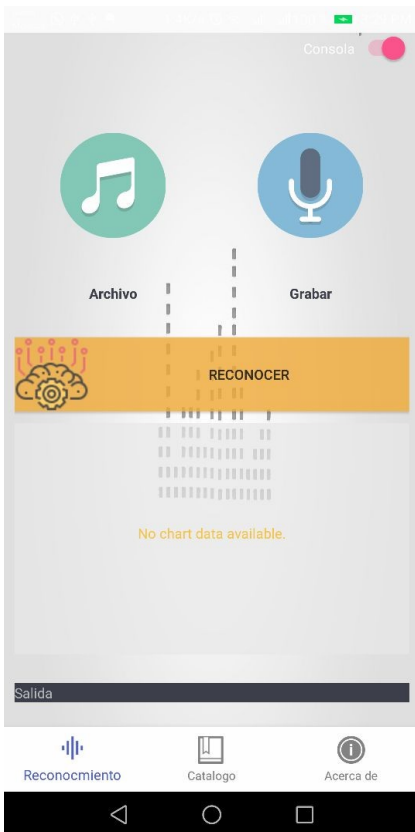 Consola
Archivo
Grabar
RECONOCER
No chart data available.
Salida
Reconocmiento
Catalogo
Acerca de